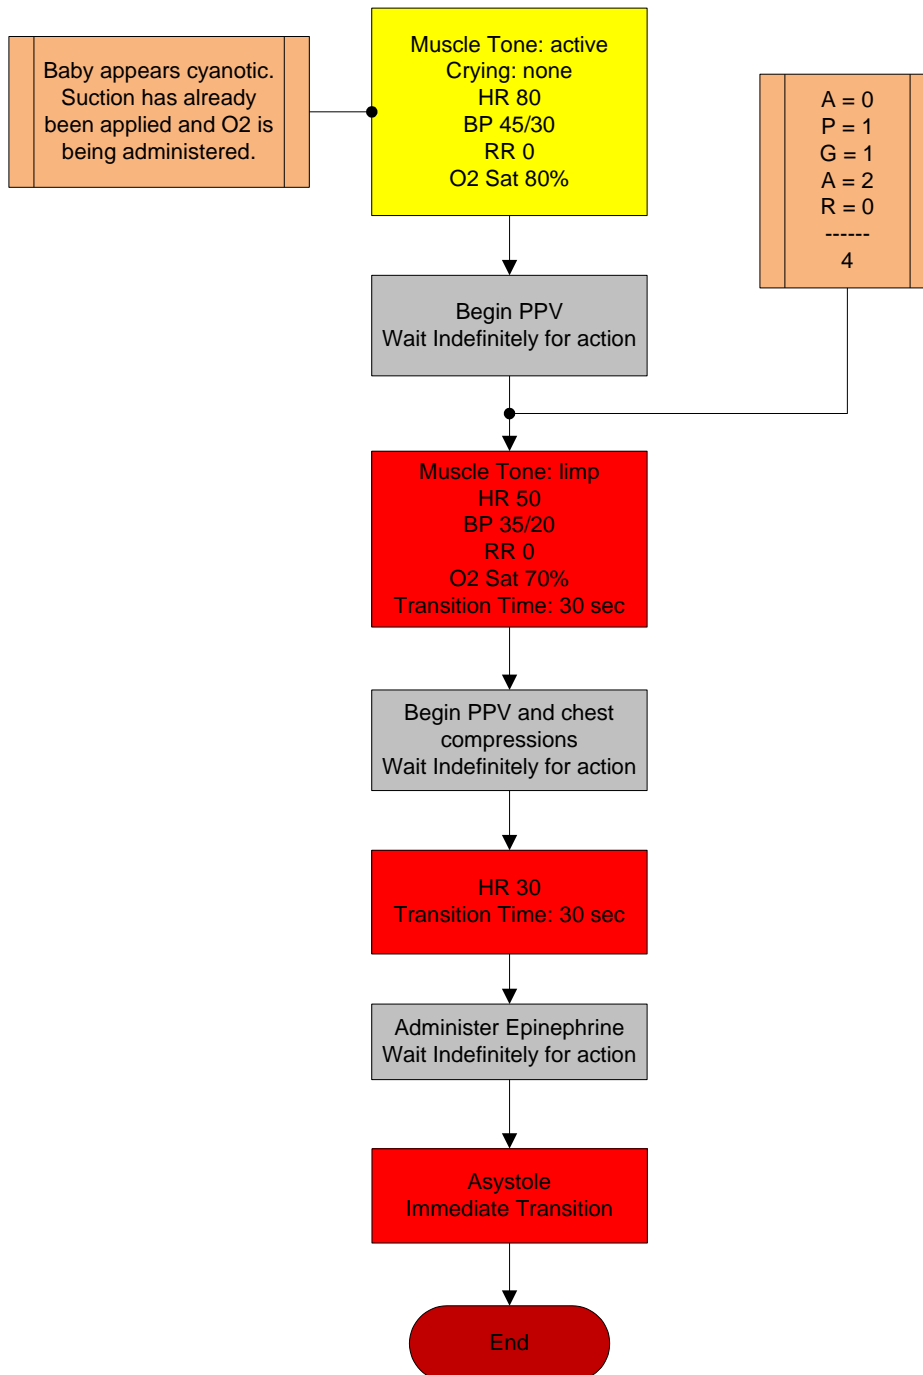 Baby appears cyanotic.
Suction has already
been applied and O2 is
being administered.
Muscle Tone: active
Crying: none
HR 80
BP 45/30
RR 0
O2 Sat 80%
A = 0
P = 1
G = 1
A = 2
R = 0
------
4
Begin PPV
Wait Indefinitely for action
Muscle Tone: limp
HR 50
BP 35/20
RR 0
O2 Sat 70%
Transition Time: 30 sec
Begin PPV and chest
compressions
Wait Indefinitely for action
HR 30
Transition Time: 30 sec
Administer Epinephrine
Wait Indefinitely for action
Asystole
Immediate Transition
End